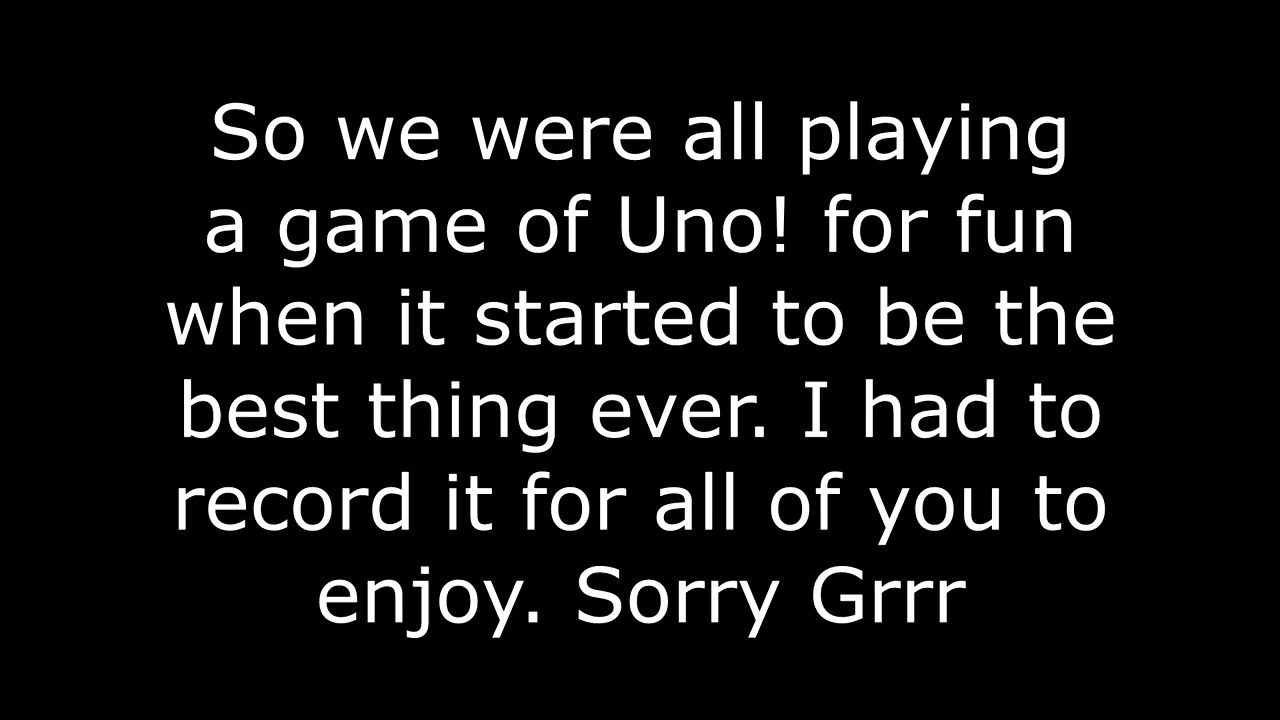 So we were all playing
a game of Uno! for fun
when it started to be the
best thing ever. I had to
record it for all of you to
enjoy. Sorry Grrr